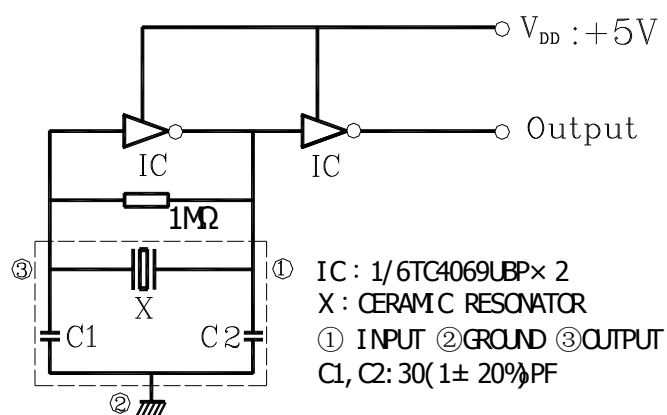 V_DD :+5V
Output
IC IC
1MΩ
③ ①
X
C1 C2
②
IC: 1/6TC4069UBP×2
X: CERAMIC RESONATOR
① INPUT ②GROUND ③OUTPUT
C1, C2: 30(1±20%)PF